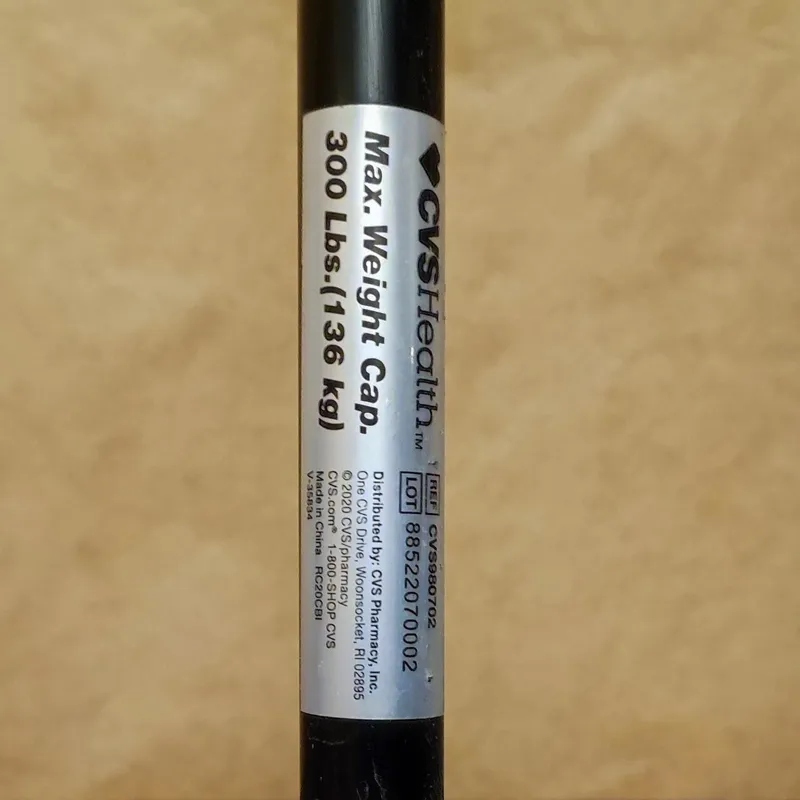 CVSHealth™
Max. Weight Cap.
300 Lbs.(136 kg)
REF CVS980702
LOT 88522070002
Distributed by: CVS Pharmacy, Inc.
One CVS Drive, Woonsocket, RI 02895
© 2020 CVS/pharmacy
CVS.com® 1-800-SHOP CVS
Made in China RC20CBI
V-35834